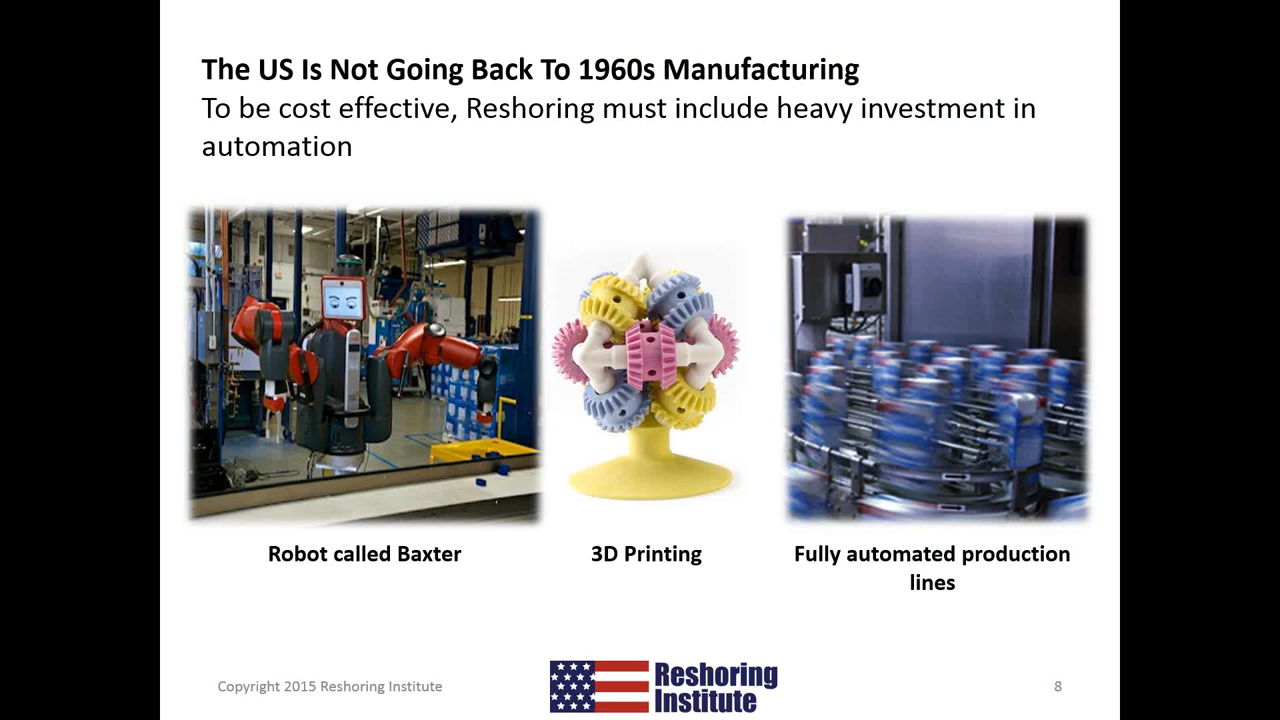 The US Is Not Going Back To 1960s Manufacturing
To be cost effective, Reshoring must include heavy investment in
automation
Robot called Baxter
3D Printing
Fully automated production
lines
Copyright 2015 Reshoring Institute
Reshoring
Institute
8